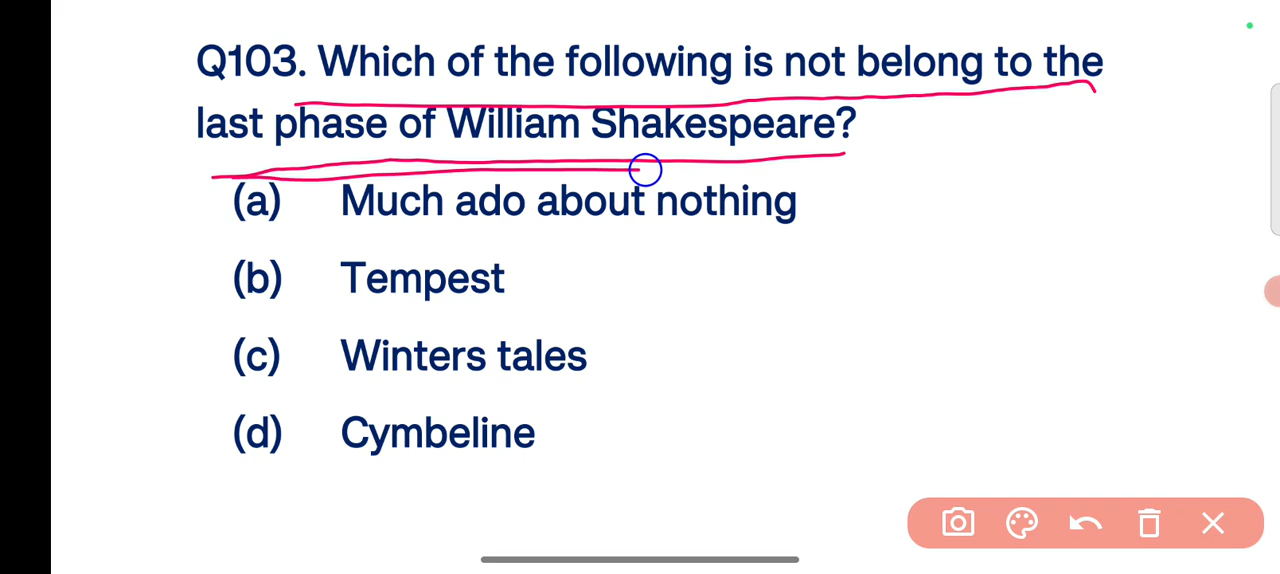 Q103. Which of the following is not belong to the
last phase of William Shakespeare?
(a) Much ado about nothing
(b) Tempest
(c) Winters tales
(d) Cymbeline